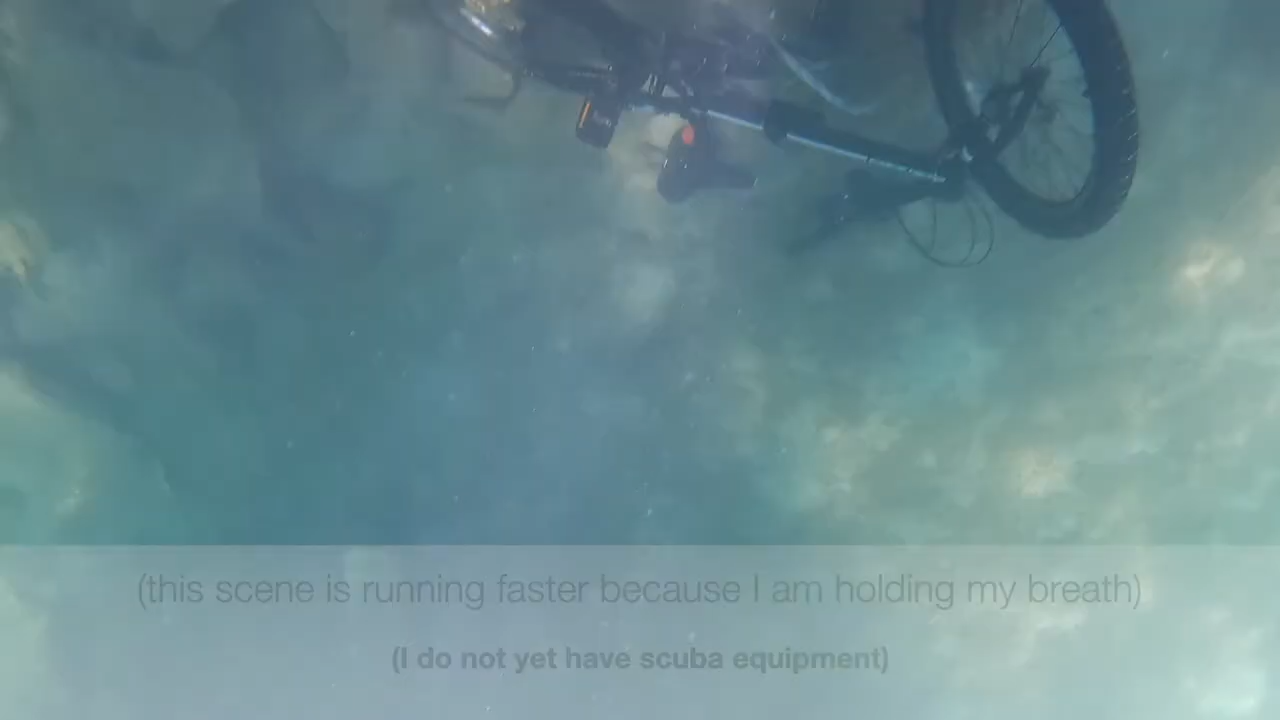 (this scene is running faster because I am holding my breath)
(I do not yet have scuba equipment)